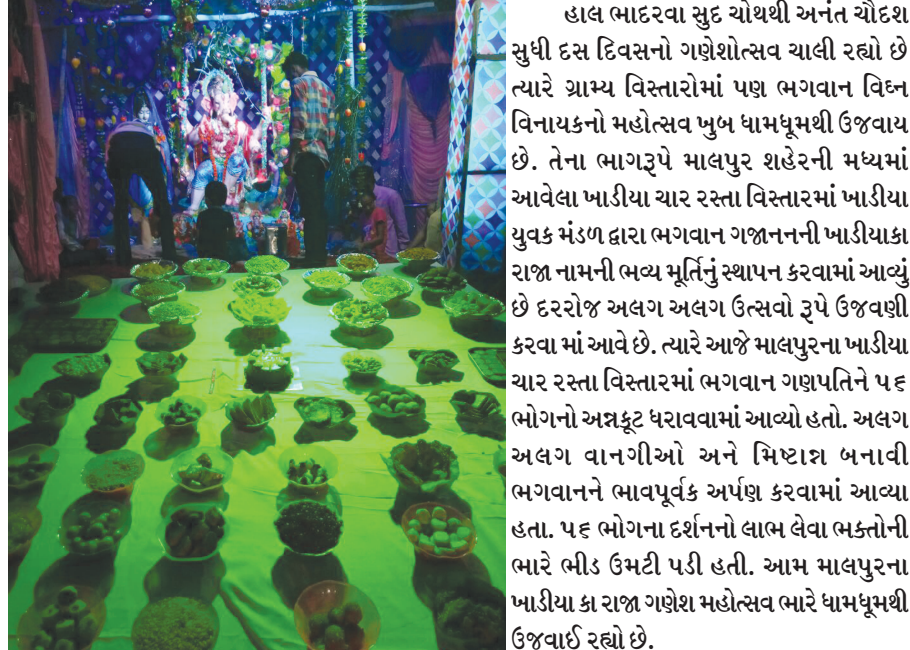 હાલ ભાદરવા સુદ ચોથથી અનંત ચૌદશ
સુધી દસ દિવસનો ગણેશોત્સવ ચાલી રહ્યો છે
ત્યારે ગ્રામ્ય વિસ્તારોમાં પણ ભગવાન વિઘ્ન
વિનાયકનો મહોત્સવ ખુબ ધામધૂમથી ઉજવાય
છે. તેના ભાગરૂપે માલપુર શહેરની મધ્યમાં
આવેલા ખાડીયા ચાર રસ્તા વિસ્તારમાં ખાડીયા
યુવક મંડળ દ્વારા ભગવાન ગજાનનની ખાડીયાકા
રાજા નામની ભવ્ય મૂર્તિનું સ્થાપન કરવામાં આવ્યું
છે દરરોજ અલગ અલગ ઉત્સવો રૂપે ઉજવણી
કરવા માં આવે છે. ત્યારે આજે માલપુરના ખાડીયા
ચાર રસ્તા વિસ્તારમાં ભગવાન ગણપતિને ૫૬
ભોગનો અન્નકૂટ ધરાવવામાં આવ્યો હતો. અલગ
અલગ વાનગીઓ અને મિષ્ટાન્ન બનાવી
ભગવાનને ભાવપૂર્વક અર્પણ કરવામાં આવ્યા
હતા. ૫૬ ભોગના દર્શનનો લાભ લેવા ભક્તોની
ભારે ભીડ ઉમટી પડી હતી. આમ માલપુરના
ખાડીયા કા રાજા ગણેશ મહોત્સવ ભારે ધામધૂમથી
ઉજવાઈ રહ્યો છે.